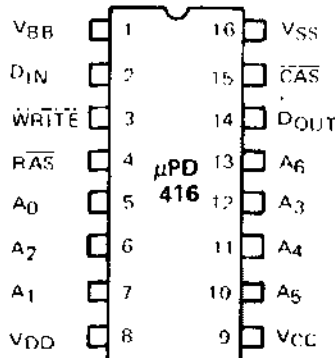 VBB 1 16 VSS
DIN 2 15 CAS
WRITE 3 14 DOUT
RAS 4 µPD 13 A6
A0 5 416 12 A3
A2 6 11 A4
A1 7 10 A5
VDD 8 9 VCC